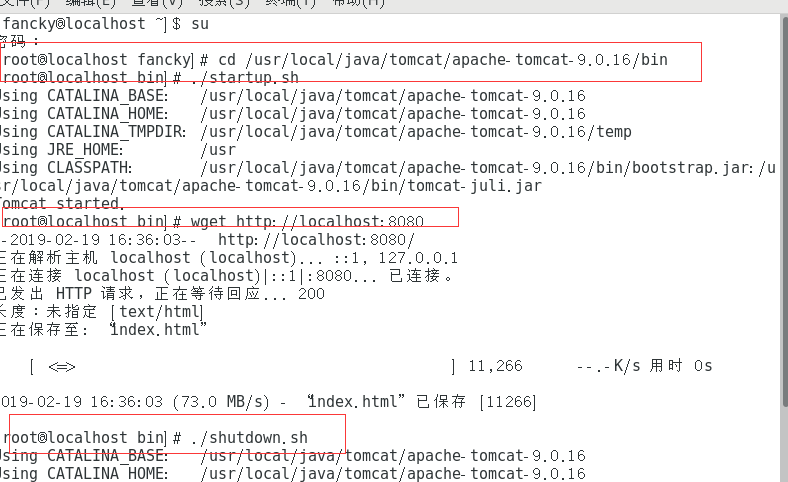 文件(F) 编辑(E) 查看(V) 搜索(S) 终端(T) 帮助(H)
fancky@localhost ~]$ su
密码：
root@localhost fancky]# cd /usr/local/java/tomcat/apache-tomcat-9.0.16/bin
root@localhost bin]# ./startup.sh
Using CATALINA_BASE:   /usr/local/java/tomcat/apache-tomcat-9.0.16
Using CATALINA_HOME:   /usr/local/java/tomcat/apache-tomcat-9.0.16
Using CATALINA_TMPDIR: /usr/local/java/tomcat/apache-tomcat-9.0.16/temp
Using JRE_HOME:        /usr
Using CLASSPATH:       /usr/local/java/tomcat/apache-tomcat-9.0.16/bin/bootstrap.jar:/u
sr/local/java/tomcat/apache-tomcat-9.0.16/bin/tomcat-juli.jar
Tomcat started.
root@localhost bin]# wget http://localhost:8080
--2019-02-19 16:36:03--  http://localhost:8080/
正在解析主机 localhost (localhost)... ::1, 127.0.0.1
正在连接 localhost (localhost)|::1|:8080... 已连接。
已发出 HTTP 请求，正在等待回应... 200
长度：未指定 [text/html]
正在保存至: “index.html”
[ <=> ] 11,266 --.-K/s 用时 0s
019-02-19 16:36:03 (73.0 MB/s) - “index.html” 已保存 [11266]
root@localhost bin]# ./shutdown.sh
Using CATALINA_BASE:   /usr/local/java/tomcat/apache-tomcat-9.0.16
Using CATALINA_HOME:   /usr/local/java/tomcat/apache-tomcat-9.0.16